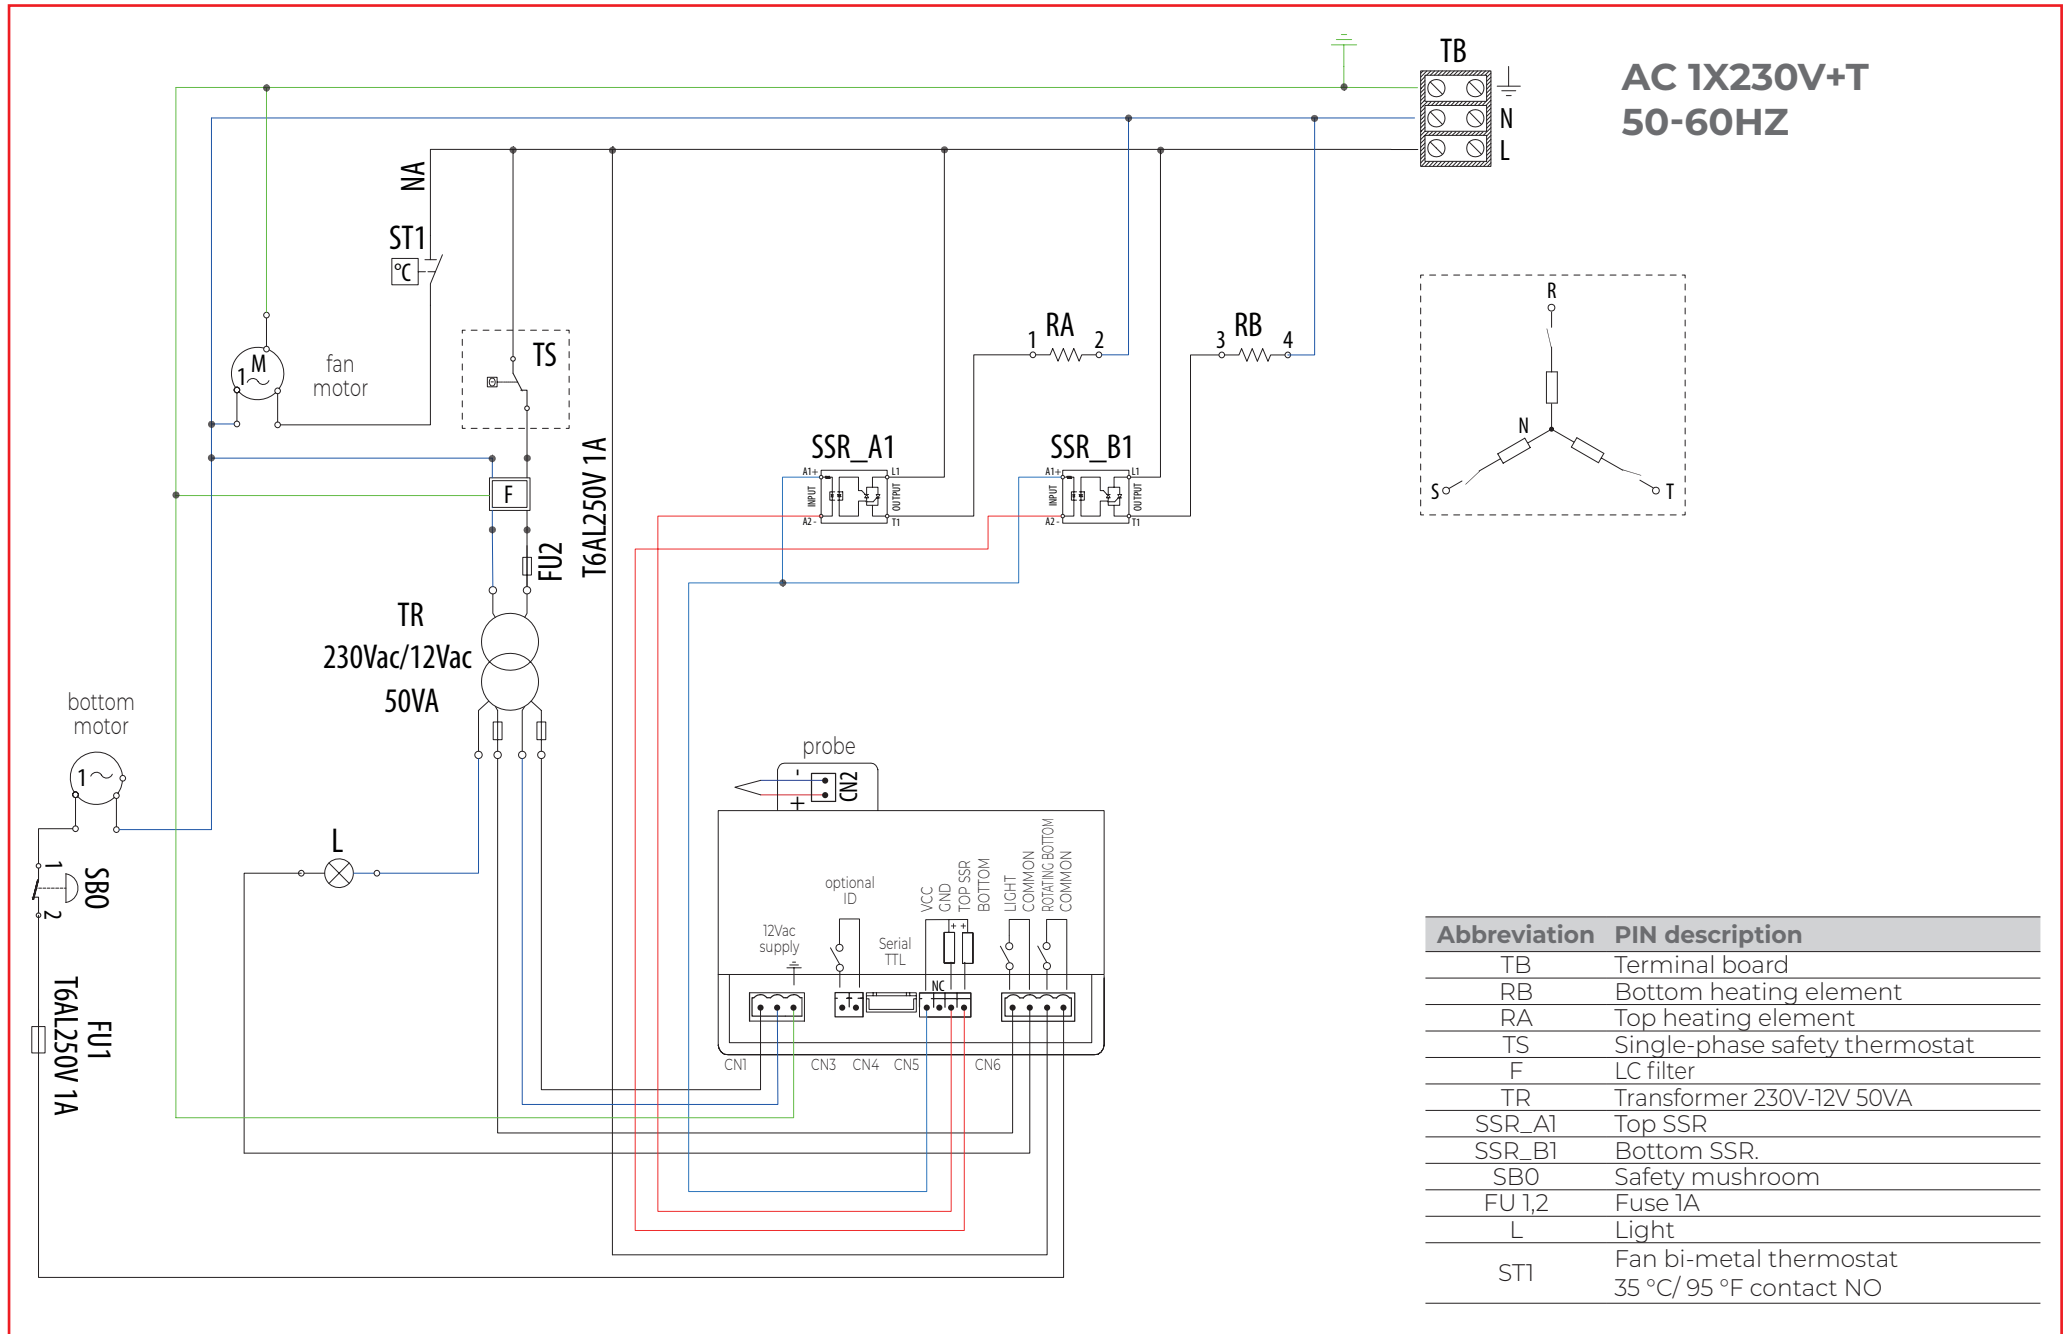 TB
AC 1X230V+T
50-60HZ
N
L
NA
ST1
°C
R
M
1
fan
motor
TS
1
RA
2
3
RB
4
N
S
T
T6AL250V 1A
SSR_A1
SSR_B1
A1+
L1
INPUT
OUTPUT
A2 -
T1
A1+
L1
INPUT
OUTPUT
A2 -
T1
F
FU2
TR
230Vac/12Vac
50VA
bottom
motor
1
probe
-
+
CN2
L
1
SB0
2
optional
ID
12Vac
supply
Serial
TTL
VCC
GND
TOP SSR
BOTTOM
LIGHT
COMMON
ROTATING BOTTOM
COMMON
+ +
NC
FU1
T6AL250V 1A
CN1
CN3
CN4
CN5
CN6
Abbreviation PIN description
TB Terminal board
RB Bottom heating element
RA Top heating element
TS Single-phase safety thermostat
F LC filter
TR Transformer 230V-12V 50VA
SSR_A1 Top SSR
SSR_B1 Bottom SSR.
SB0 Safety mushroom
FU 1,2 Fuse 1A
L Light
ST1 Fan bi-metal thermostat
35 °C/ 95 °F contact NO